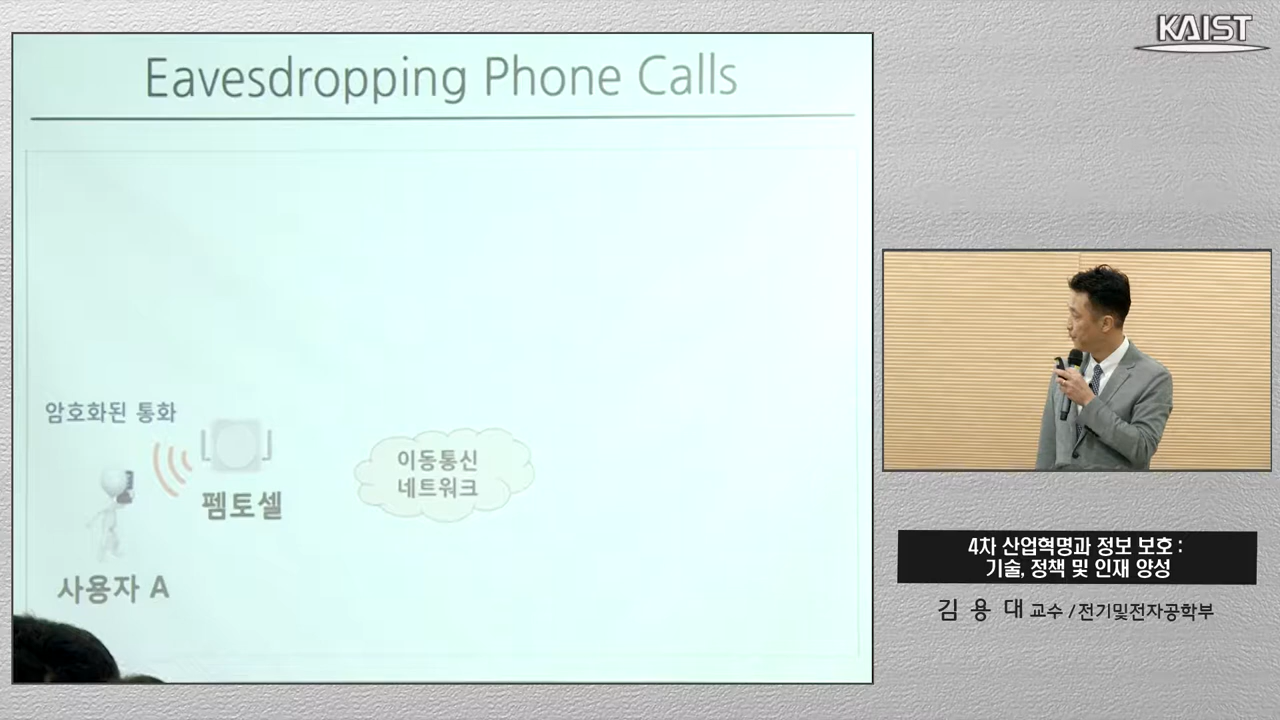 KAIST
Eavesdropping Phone Calls
암호화된 통화
펨토셀
사용자 A
이동통신
네트워크
4차 산업혁명과 정보 보호 :
기술, 정책 및 인재 양성
김 용 대 교수 / 전기및전자공학부